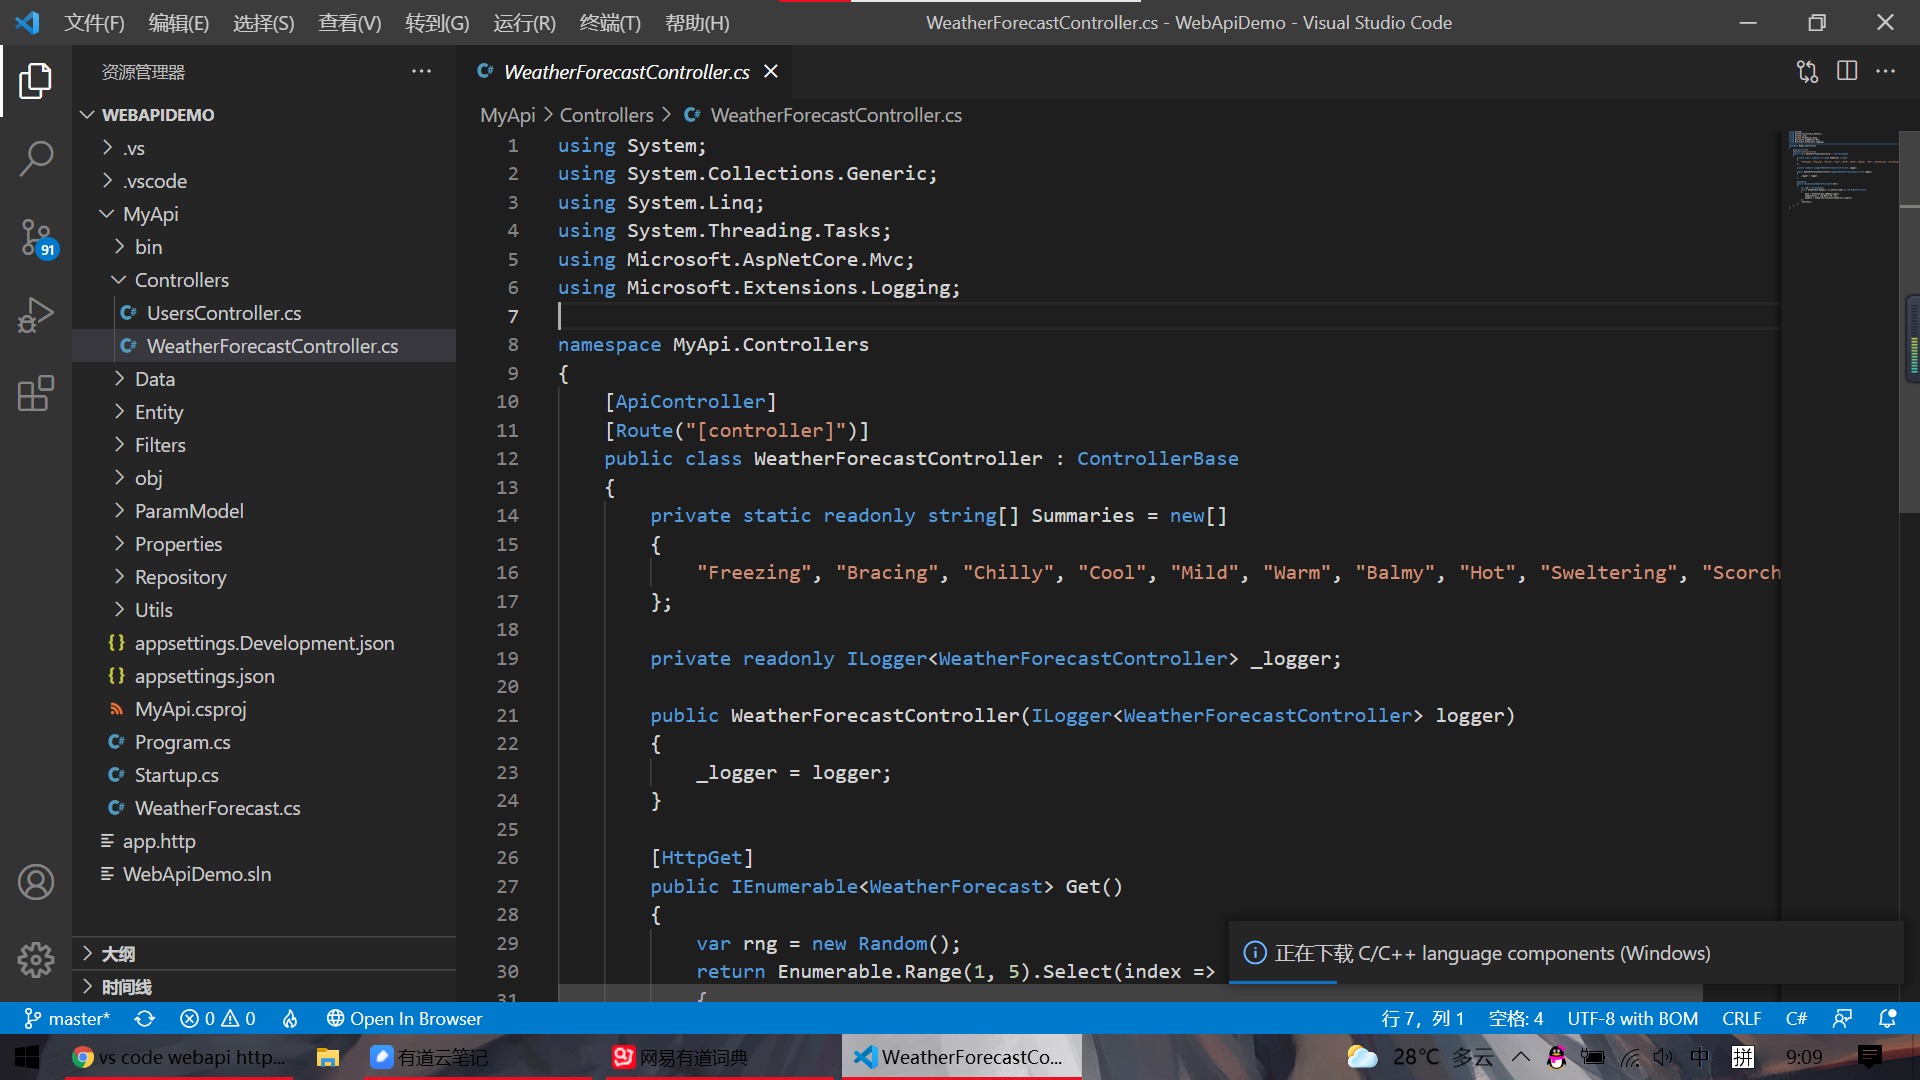 文件(F) 编辑(E) 选择(S) 查看(V) 转到(G) 运行(R) 终端(T) 帮助(H) WeatherForecastController.cs - WebApiDemo - Visual Studio Code
资源管理器
WEBAPIDEMO
.vs
.vscode
MyApi
bin
Controllers
UsersController.cs
WeatherForecastController.cs
Data
Entity
Filters
obj
ParamModel
Properties
Repository
Utils
appsettings.Development.json
appsettings.json
MyApi.csproj
Program.cs
Startup.cs
WeatherForecast.cs
app.http
WebApiDemo.sln
大纲
时间线
91
WeatherForecastController.cs
MyApi > Controllers > WeatherForecastController.cs
1 using System;
2 using System.Collections.Generic;
3 using System.Linq;
4 using System.Threading.Tasks;
5 using Microsoft.AspNetCore.Mvc;
6 using Microsoft.Extensions.Logging;
7
8 namespace MyApi.Controllers
9 {
10 [ApiController]
11 [Route("[controller]")]
12 public class WeatherForecastController : ControllerBase
13 {
14 private static readonly string[] Summaries = new[]
15 {
16 "Freezing", "Bracing", "Chilly", "Cool", "Mild", "Warm", "Balmy", "Hot", "Sweltering", "Scorch
17 };
18
19 private readonly ILogger<WeatherForecastController> _logger;
20
21 public WeatherForecastController(ILogger<WeatherForecastController> logger)
22 {
23 _logger = logger;
24 }
25
26 [HttpGet]
27 public IEnumerable<WeatherForecast> Get()
28 {
29 var rng = new Random();
30 return Enumerable.Range(1, 5).Select(index =>
31 {
正在下载 C/C++ language components (Windows)
master* 0 0 Open In Browser 行 7，列 1 空格: 4 UTF-8 with BOM CRLF C#
vs code webapi http... 有道云笔记 网易有道词典 WeatherForecastCo... 28℃ 多云 中 拼 9:09